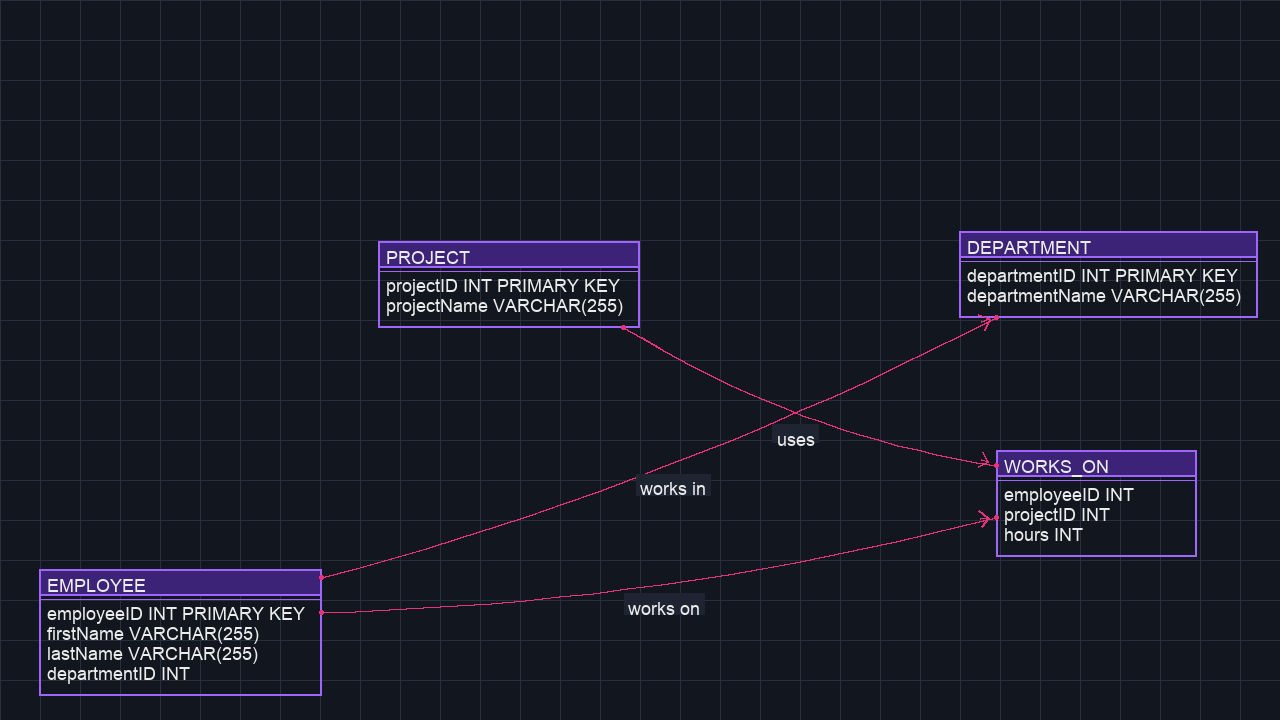 PROJECT
projectID INT PRIMARY KEY
projectName VARCHAR(255)
DEPARTMENT
departmentID INT PRIMARY KEY
departmentName VARCHAR(255)
uses
works in
works on
WORKS_ON
employeeID INT
projectID INT
hours INT
EMPLOYEE
employeeID INT PRIMARY KEY
firstName VARCHAR(255)
lastName VARCHAR(255)
departmentID INT